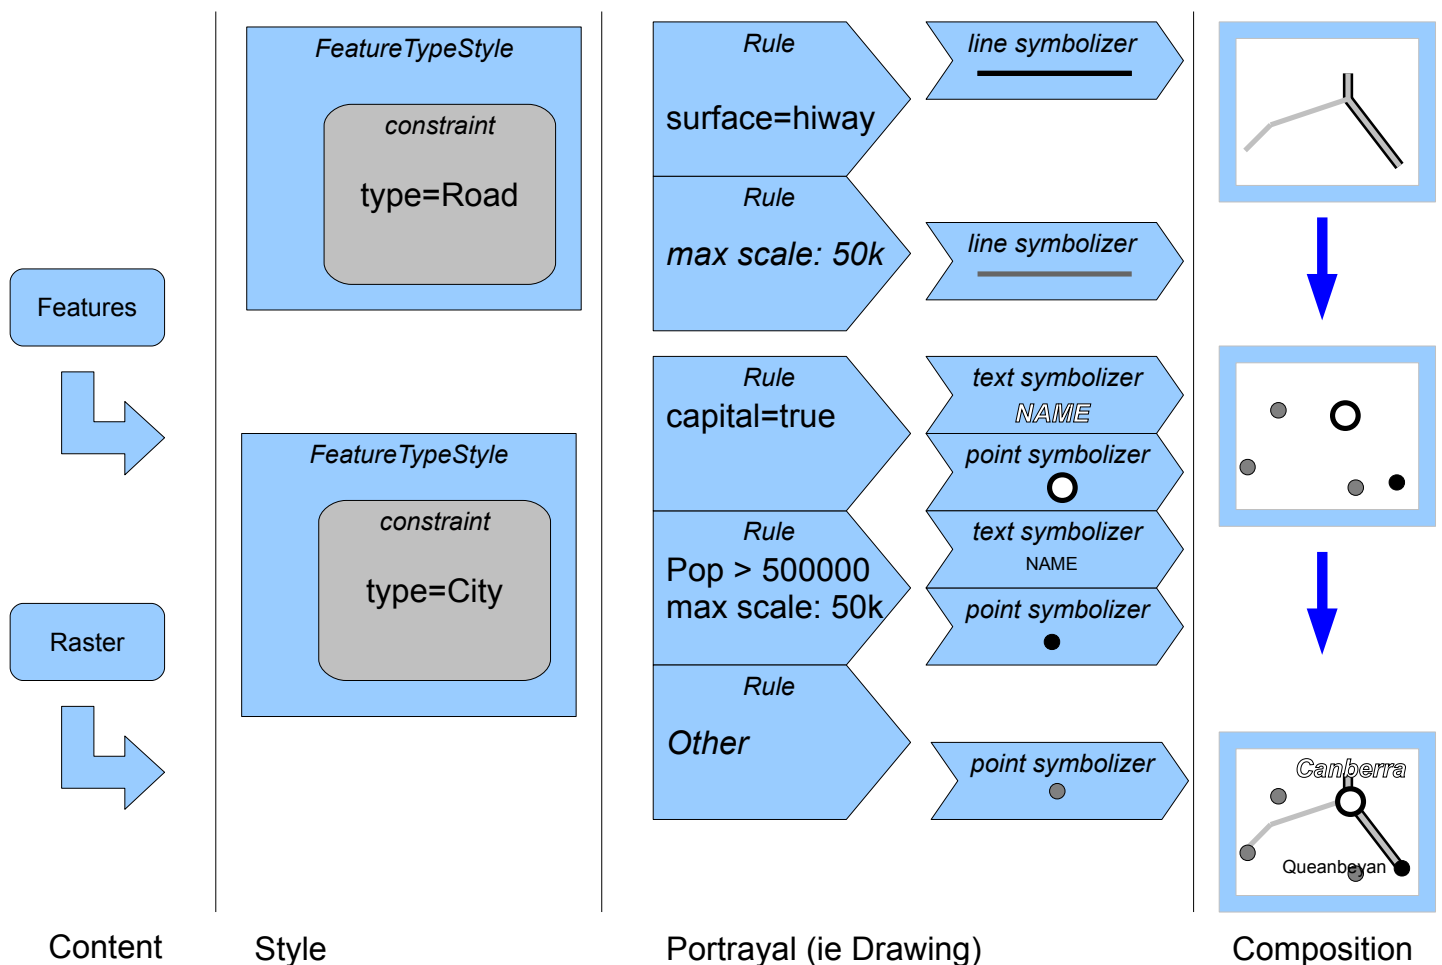 Features
Raster
Content
FeatureTypeStyle
constraint
type=Road
FeatureTypeStyle
constraint
type=City
Style
Rule
surface=hiway
line symbolizer
Rule
max scale: 50k
line symbolizer
Rule
capital=true
text symbolizer
NAME
point symbolizer
Rule
Pop > 500000
max scale: 50k
text symbolizer
NAME
point symbolizer
Rule
Other
point symbolizer
Portrayal (ie Drawing)
Canberra
Queanbeyan
Composition